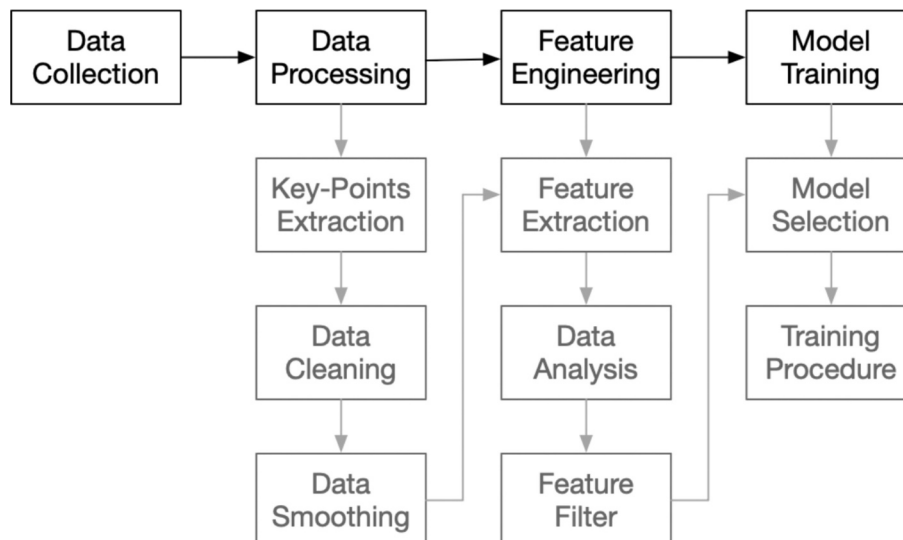 Data
Collection
Data
Processing
Feature
Engineering
Model
Training
Key-Points
Extraction
Feature
Extraction
Model
Selection
Data
Cleaning
Data
Analysis
Training
Procedure
Data
Smoothing
Feature
Filter